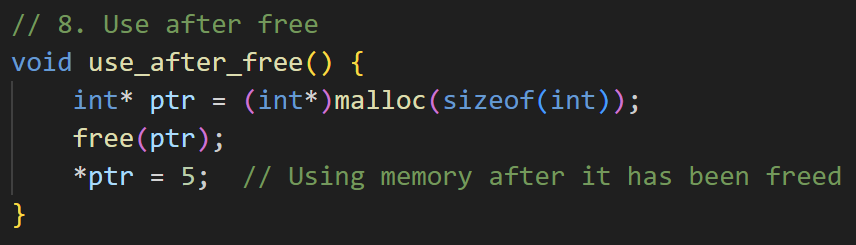 // 8. Use after free
void use_after_free() {
    int* ptr = (int*)malloc(sizeof(int));
    free(ptr);
    *ptr = 5;  // Using memory after it has been freed
}